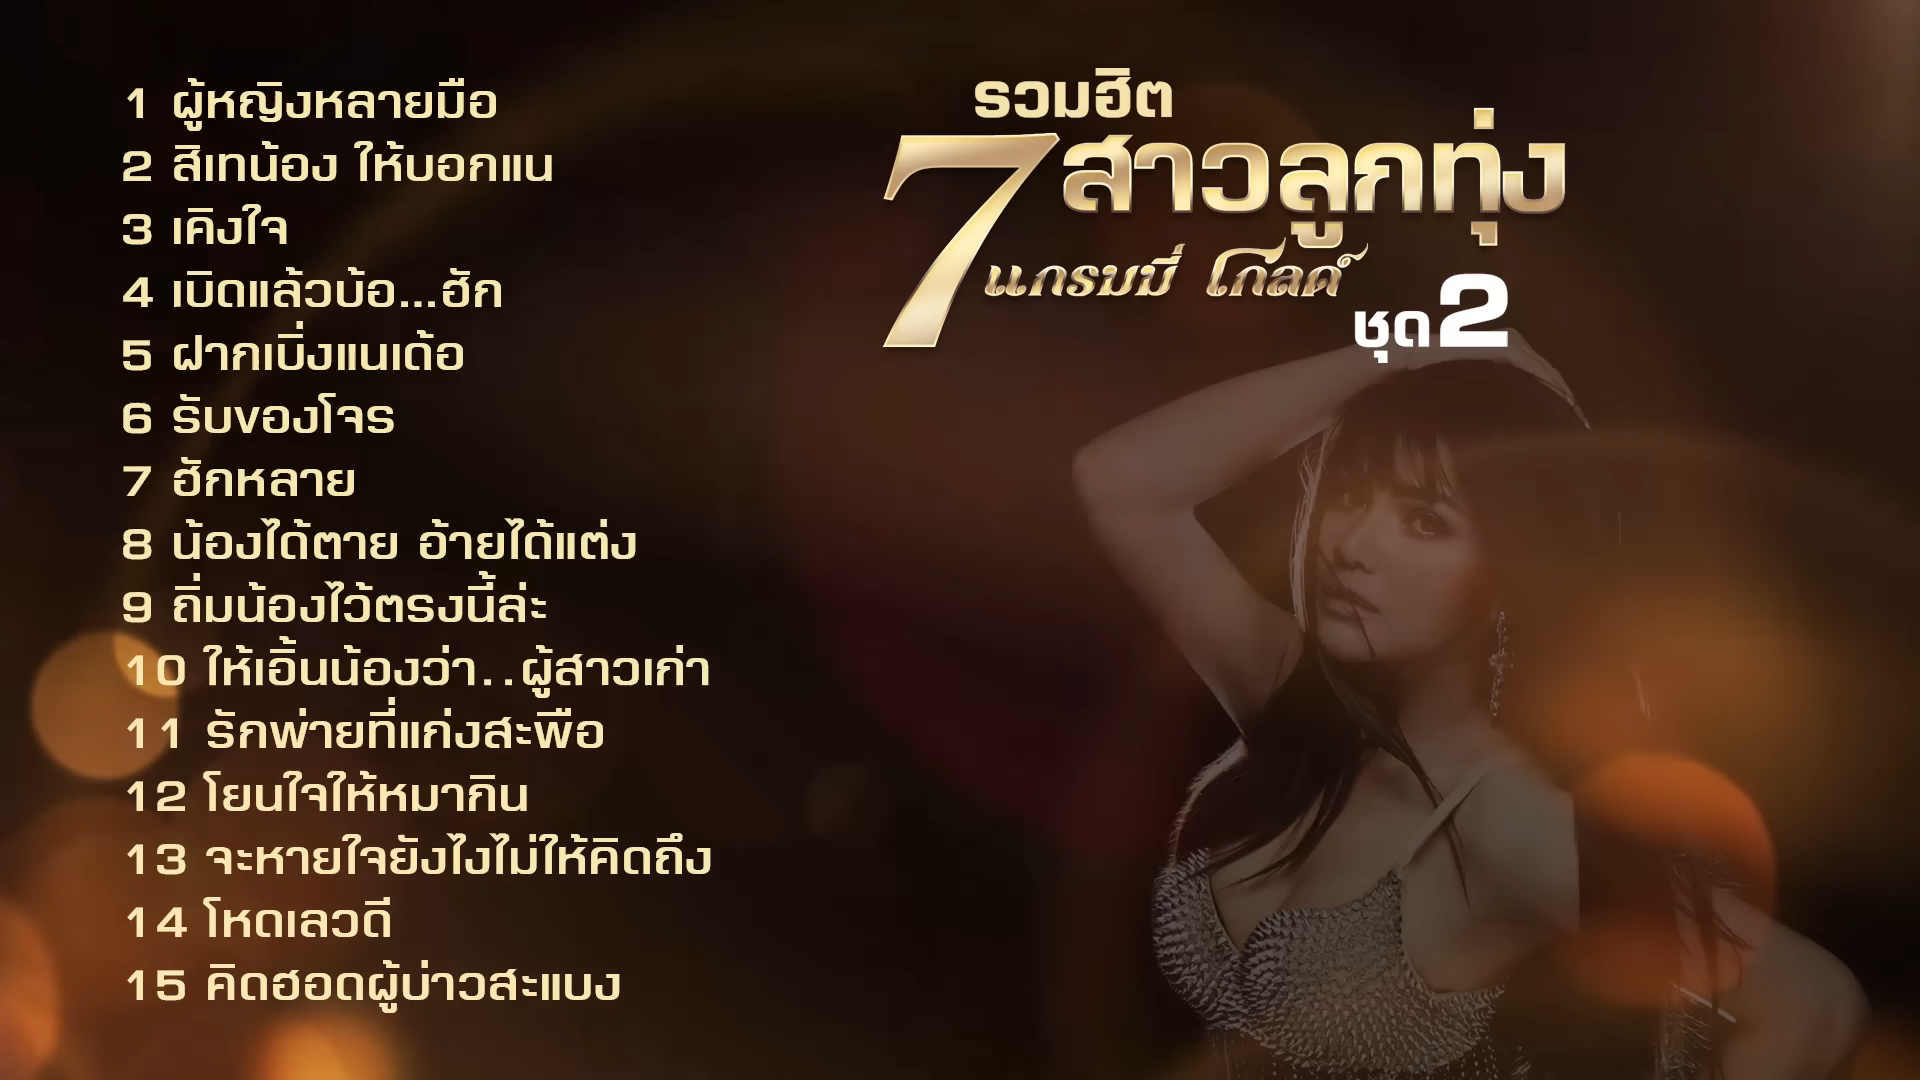 1 ผู้หญิงหลายมือ
2 สิเทน้อง ให้บอกแน
3 เคิงใจ
4 เบิดแล้วบ้อ...ฮัก
5 ฝากเบิ่งแนเด้อ
6 รับของโจร
7 ฮักหลาย
8 น้องได้ตาย อ้ายได้แต่ง
9 ถิ่มน้องไว้ตรงนี้ล่ะ
10 ให้เอิ้นน้องว่า..ผู้สาวเก่า
11 รักพ่ายที่แก่งสะพือ
12 โยนใจให้หมากิน
13 จะหายใจยังไงไม่ให้คิดถึง
14 โหดเลวดี
15 คิดฮอดผู้บ่าวสะแบง
รวมฮิต
7 สาวลูกทุ่ง
แกรมมี่ โกลด์
ชุด 2